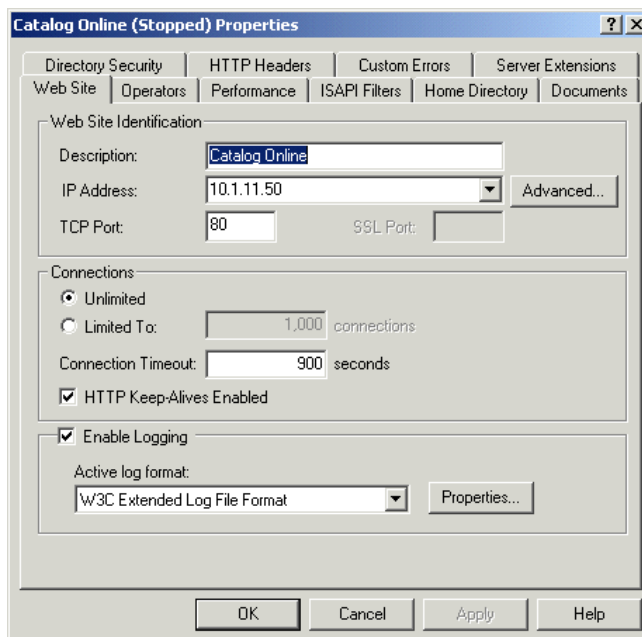 Catalog Online (Stopped) Properties
Directory Security HTTP Headers Custom Errors Server Extensions
Web Site Operators Performance ISAPI Filters Home Directory Documents
Web Site Identification
Description: Catalog Online
IP Address: 10.1.11.50 Advanced...
TCP Port: 80 SSL Port:
Connections
Unlimited
Limited To: 1,000 connections
Connection Timeout: 900 seconds
HTTP Keep-Alives Enabled
Enable Logging
Active log format:
W3C Extended Log File Format Properties...
OK Cancel Apply Help